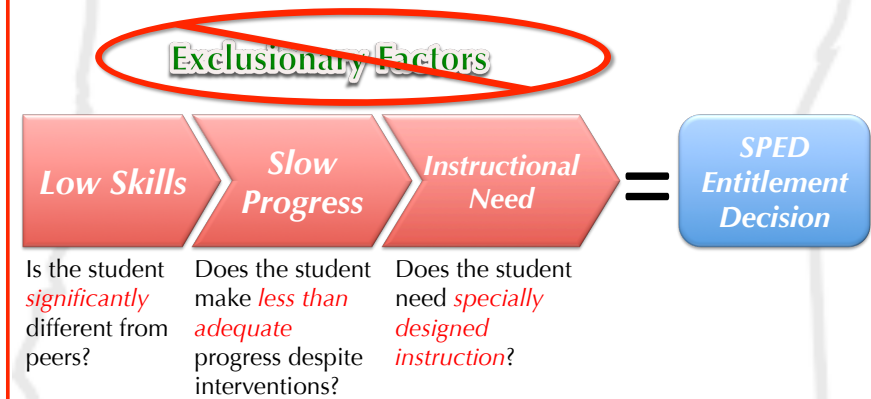 Exclusionary Factors
Low Skills
Slow
Progress
Instructional
Need
=
SPED
Entitlement
Decision
Is the student
significantly
different from
peers?
Does the student
make less than
adequate
progress despite
interventions?
Does the student
need specially
designed
instruction?